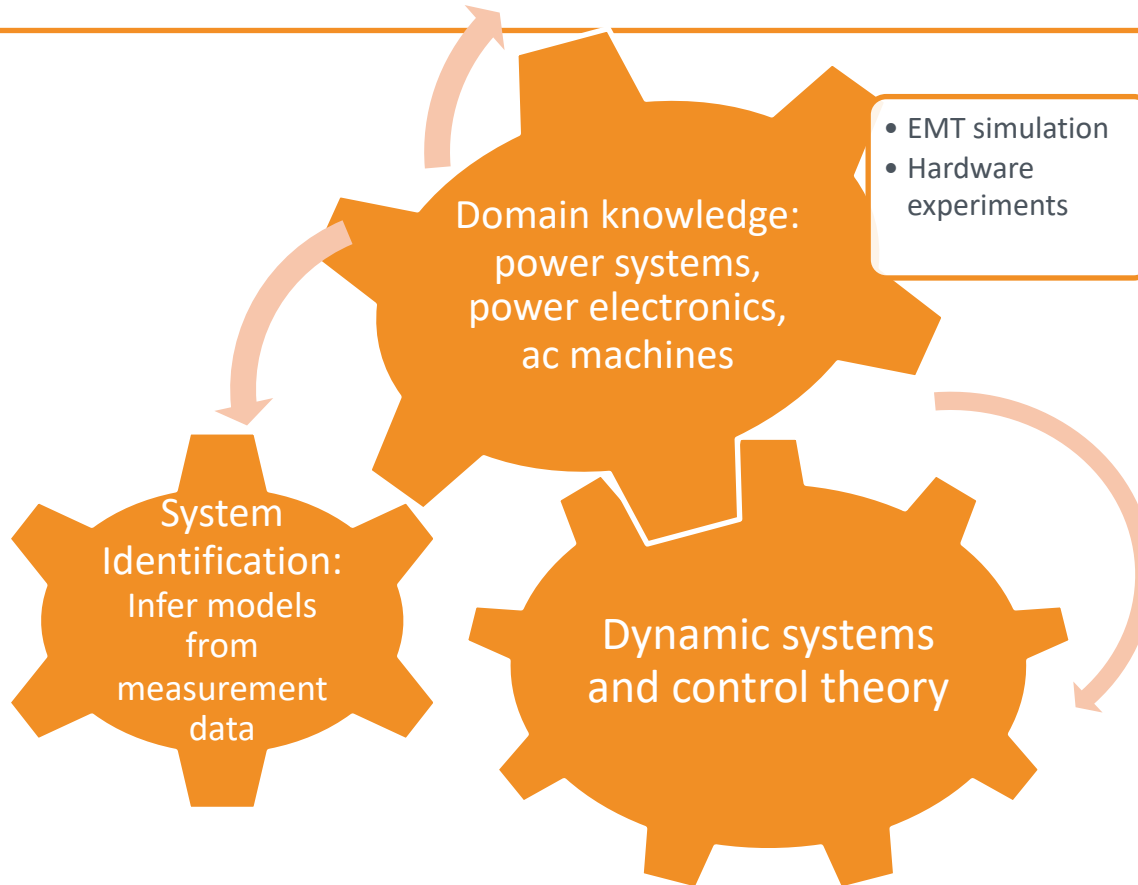 • EMT simulation
• Hardware
experiments
Domain knowledge:
power systems,
power electronics,
ac machines
System
Identification:
Infer models
from
measurement
data
Dynamic systems
and control theory